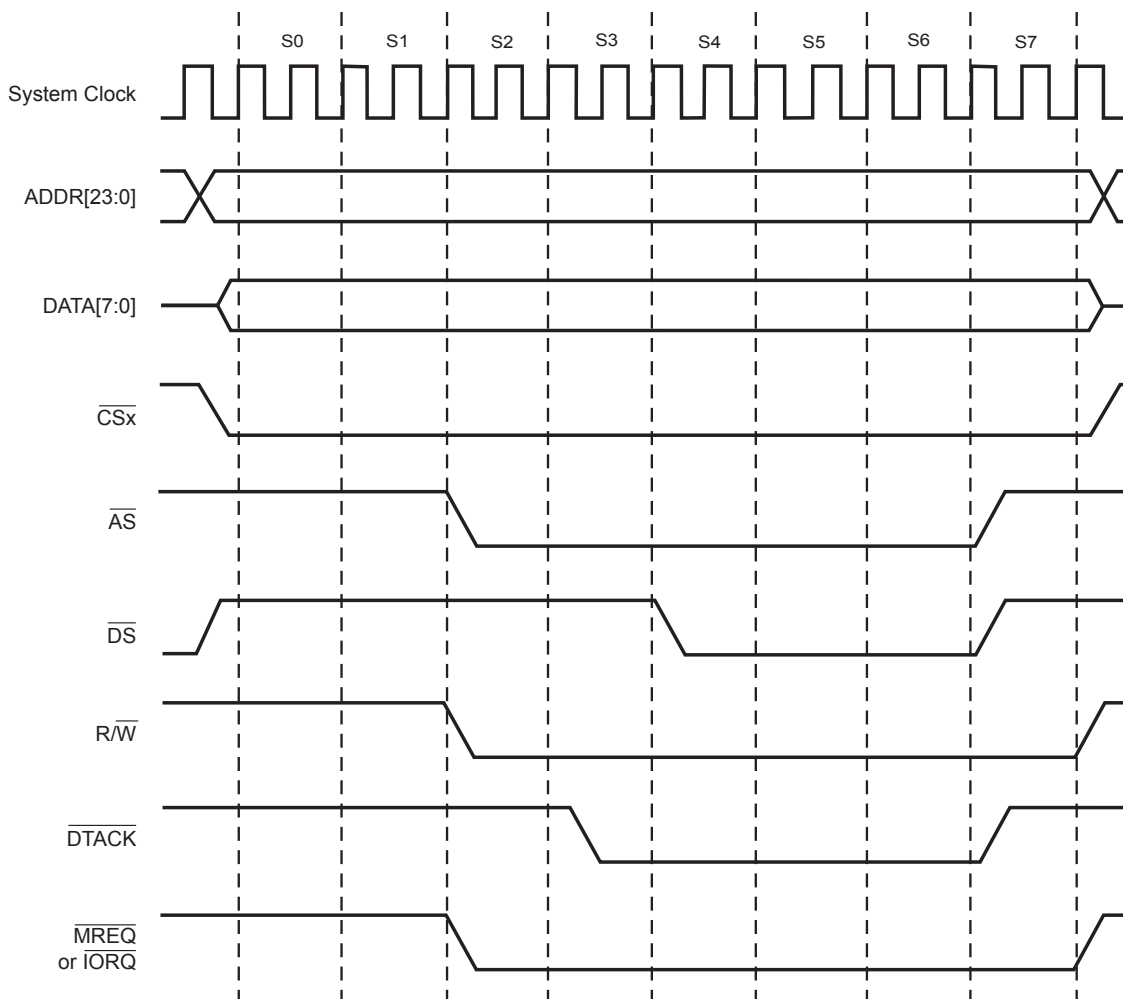 S0 S1 S2 S3 S4 S5 S6 S7
System Clock
ADDR[23:0]
DATA[7:0]
CSx
AS
DS
R/W
DTACK
MREQ
or IORQ